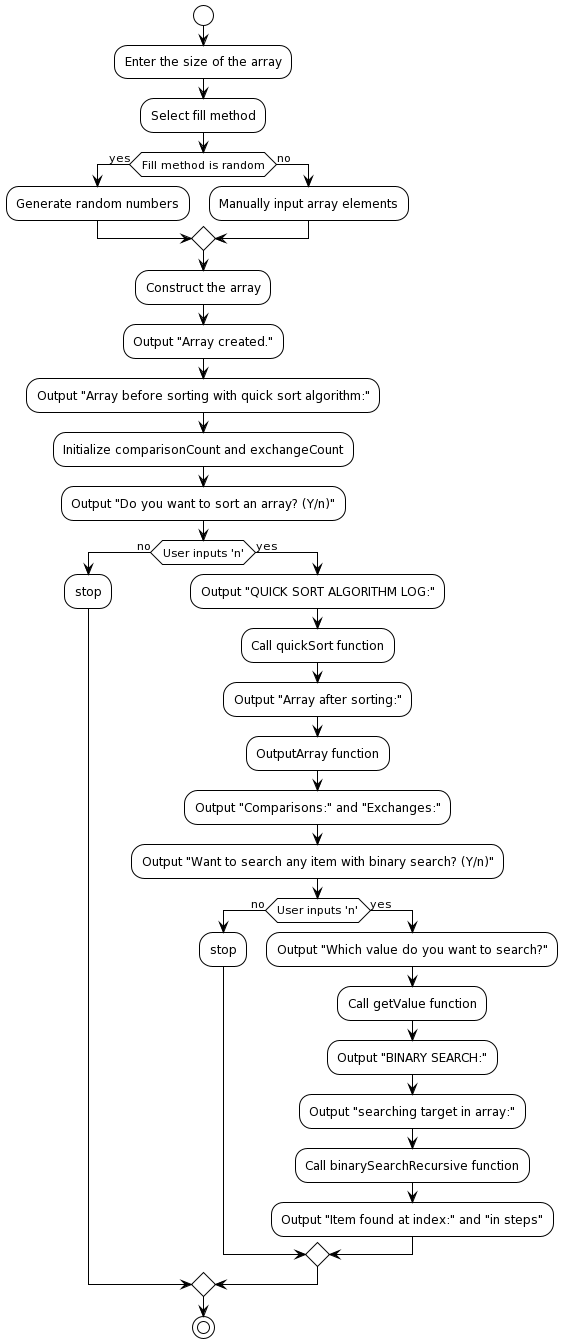 Enter the size of the array
Select fill method
yes
Fill method is random
no
Generate random numbers
Manually input array elements
Construct the array
Output "Array created."
Output "Array before sorting with quick sort algorithm:"
Initialize comparisonCount and exchangeCount
Output "Do you want to sort an array? (Y/n)"
no
User inputs 'n'
yes
stop
Output "QUICK SORT ALGORITHM LOG:"
Call quickSort function
Output "Array after sorting:"
OutputArray function
Output "Comparisons:" and "Exchanges:"
Output "Want to search any item with binary search? (Y/n)"
no
User inputs 'n'
yes
stop
Output "Which value do you want to search?"
Call getValue function
Output "BINARY SEARCH:"
Output "searching target in array:"
Call binarySearchRecursive function
Output "Item found at index:" and "in steps"